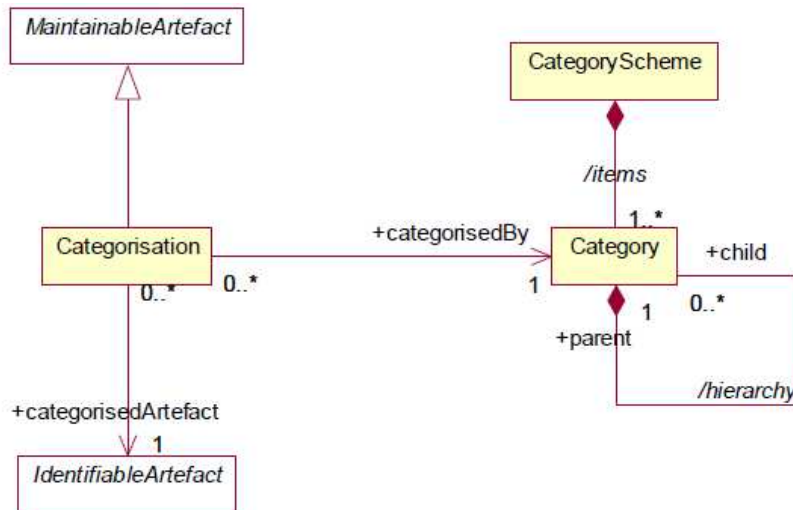 MaintainableArtefact
CategoryScheme
/items
1..*
Categorisation
+categorisedBy
Category
+child
0..*
0..*
1
1
0..*
+parent
/hierarchy
+categorisedArtefact
1
IdentifiableArtefact